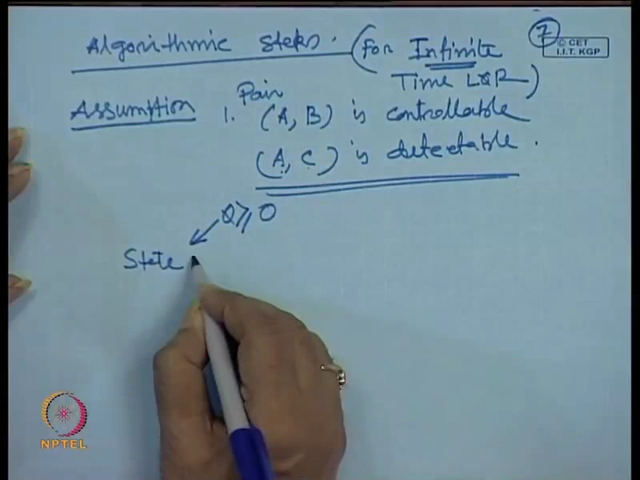 Algorithmic Steps. (For Infinite
Time LQR)
7
© CET
I.I.T. KGP
Assumption 1. Pair (A, B) is controllable
(A, C) is detectable.
Q ≥ 0
State
NPTEL